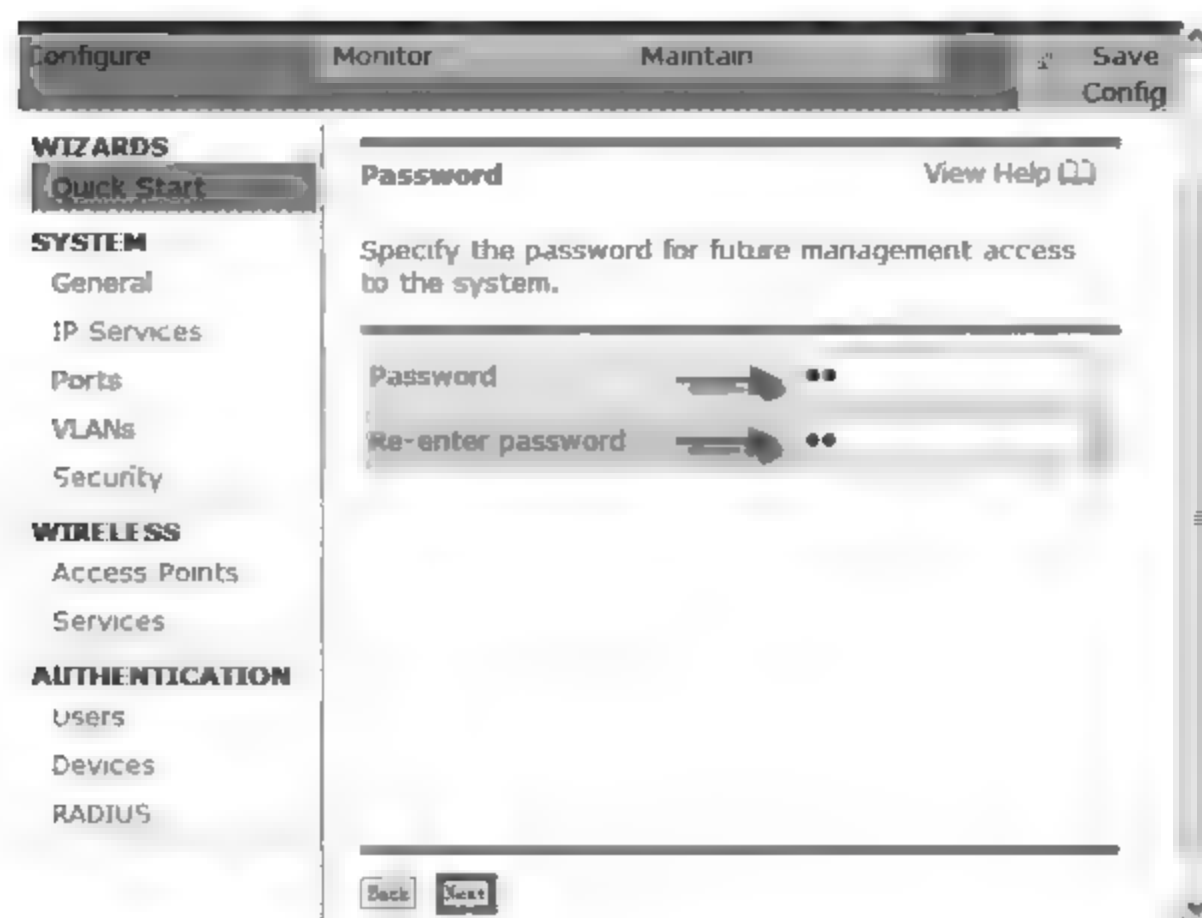 Configure Monitor Maintain Save
Config
WIZARDS
Quick Start
SYSTEM
General
IP Services
Ports
VLANs
Security
WIRELESS
Access Points
Services
AUTHENTICATION
Users
Devices
RADIUS
Password View Help
Specify the password for future management access
to the system.
Password
Re-enter password
Back Next